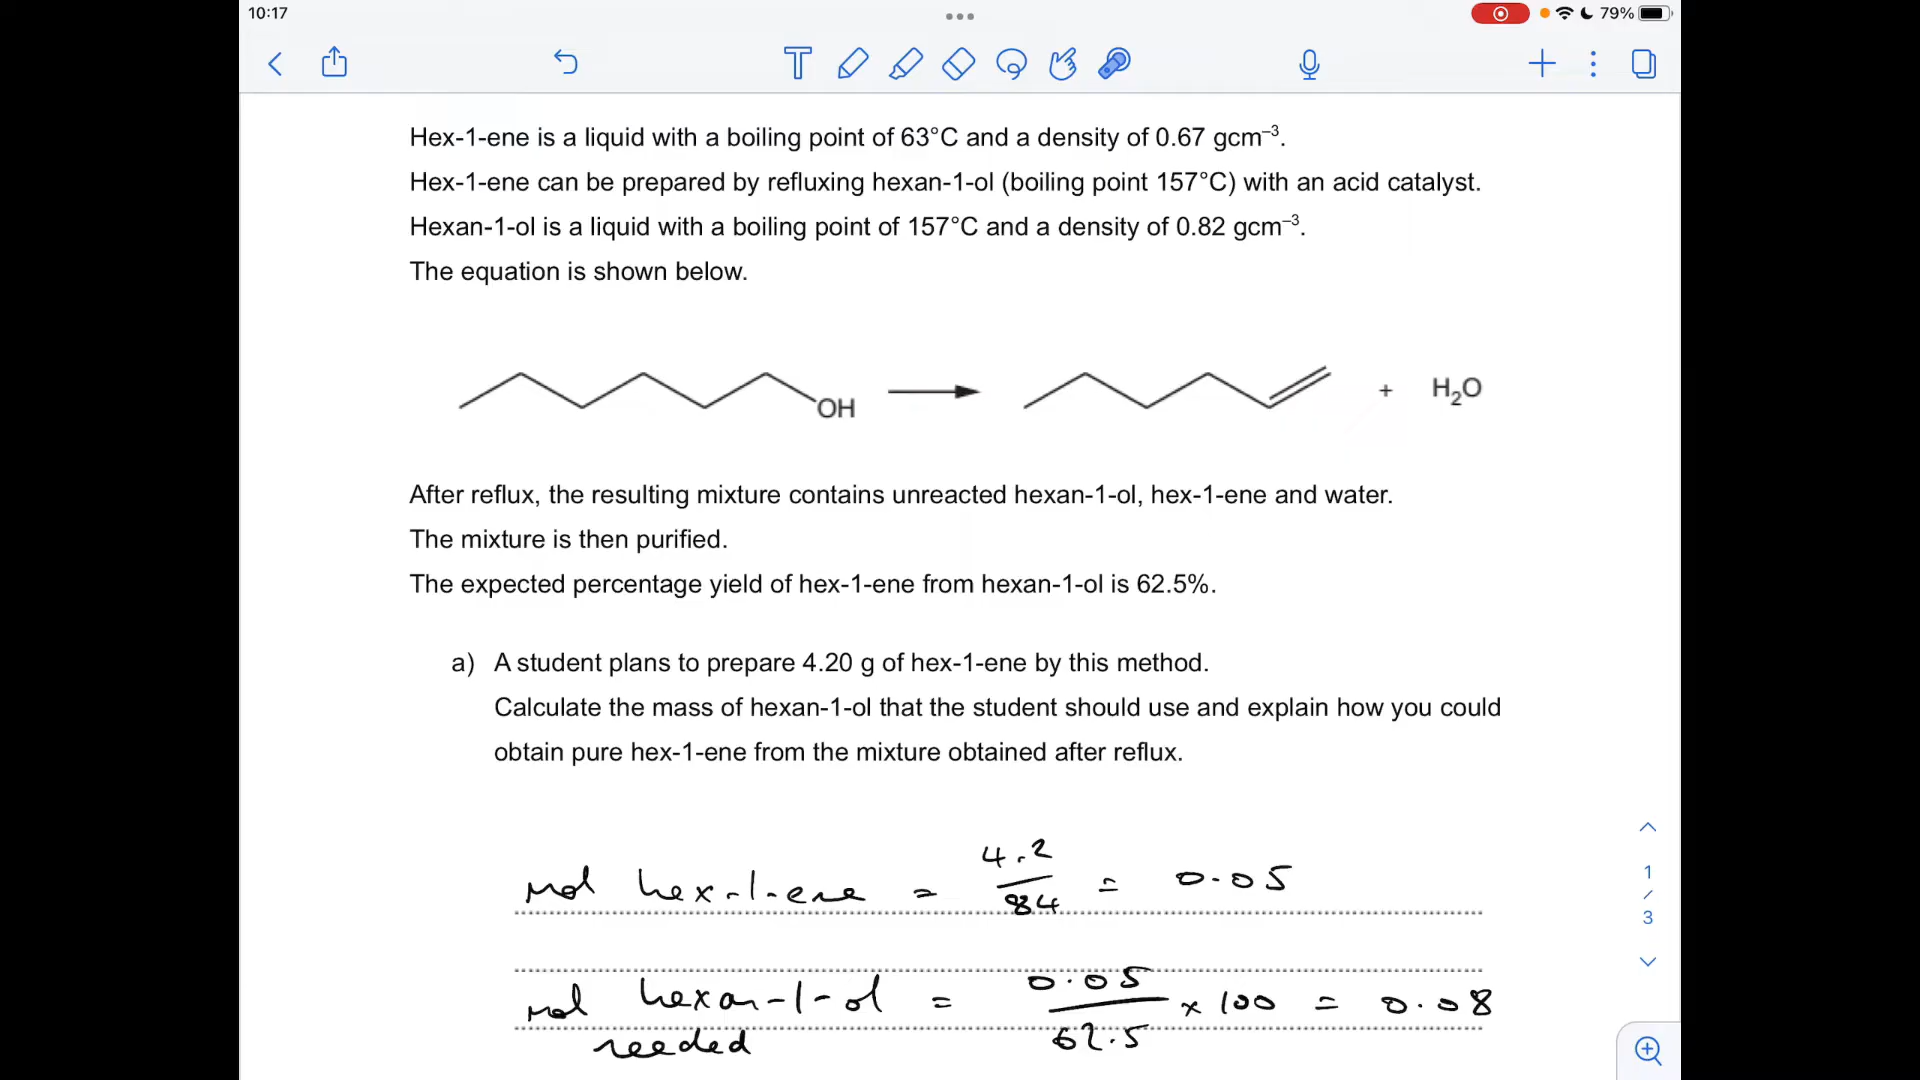 10:17
79%
Hex-1-ene is a liquid with a boiling point of 63°C and a density of 0.67 gcm⁻³.
Hex-1-ene can be prepared by refluxing hexan-1-ol (boiling point 157°C) with an acid catalyst.
Hexan-1-ol is a liquid with a boiling point of 157°C and a density of 0.82 gcm⁻³.
The equation is shown below.
OH + H₂O
After reflux, the resulting mixture contains unreacted hexan-1-ol, hex-1-ene and water.
The mixture is then purified.
The expected percentage yield of hex-1-ene from hexan-1-ol is 62.5%.
a) A student plans to prepare 4.20 g of hex-1-ene by this method.
Calculate the mass of hexan-1-ol that the student should use and explain how you could
obtain pure hex-1-ene from the mixture obtained after reflux.
mol hex-1-ene = 4.2/84 = 0.05
mol hexan-1-ol = 0.05/62.5 × 100 = 0.08
needed
1
/
3